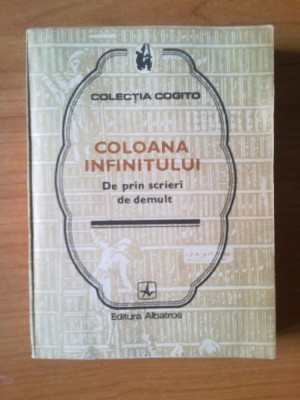 COLECȚIA COGITO
COLOANA
INFINITULUI
De prin scrieri
de demult
Editura Albatros